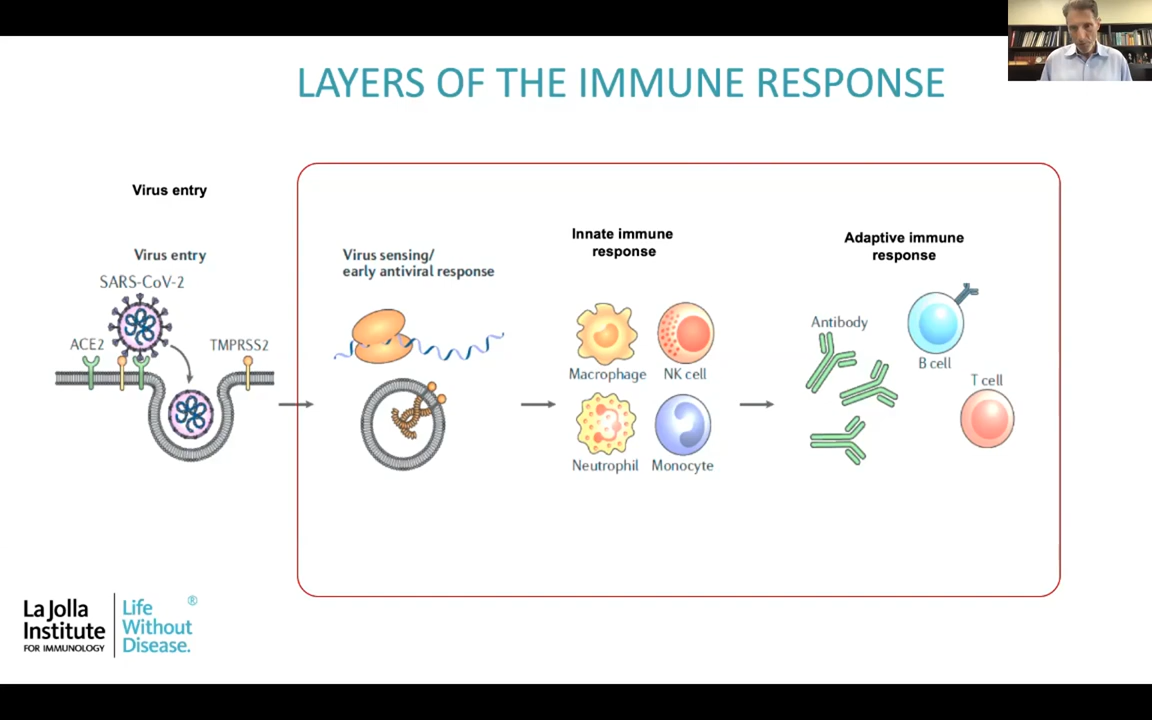 LAYERS OF THE IMMUNE RESPONSE
Virus entry
Virus entry
SARS-CoV-2
ACE2
TMPRSS2
Virus sensing/
early antiviral response
Innate immune
response
Macrophage
NK cell
Neutrophil
Monocyte
Adaptive immune
response
Antibody
B cell
T cell
La Jolla
Institute
FOR IMMUNOLOGY
Life
Without
Disease.
®